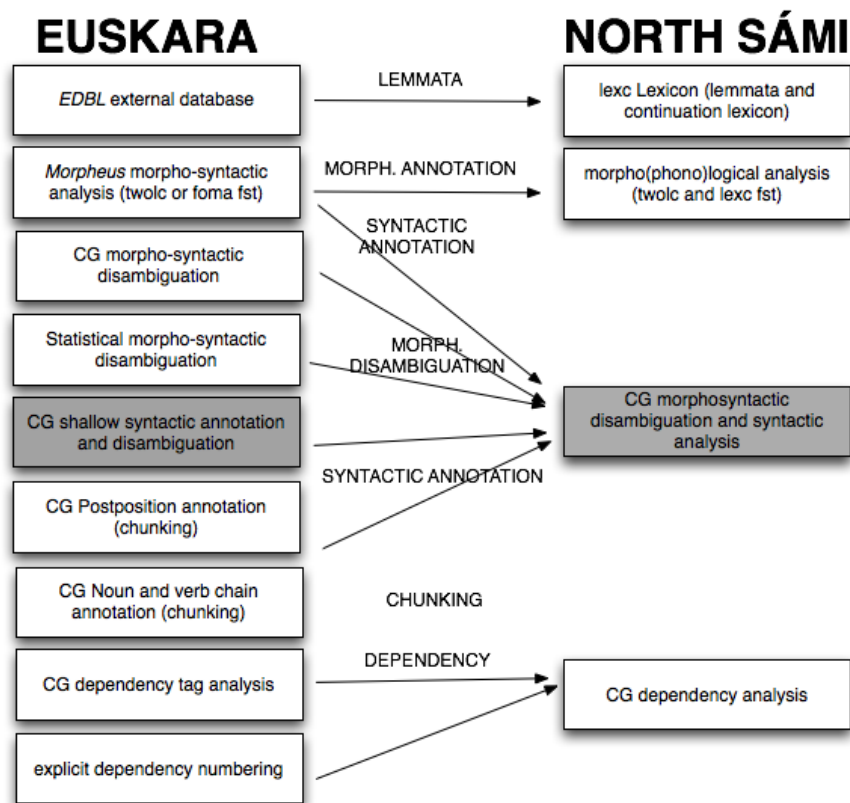 EUSKARA
NORTH SÁMI
EDBL external database
LEMMATA
lexc Lexicon (lemmata and
continuation lexicon)
Morpheus morpho-syntactic
analysis (twolc or foma fst)
MORPH. ANNOTATION
morpho(phono)logical analysis
(twolc and lexc fst)
SYNTACTIC
ANNOTATION
CG morpho-syntactic
disambiguation
Statistical morpho-syntactic
disambiguation
MORPH.
DISAMBIGUATION
CG shallow syntactic annotation
and disambiguation
CG morphosyntactic
disambiguation and syntactic
analysis
SYNTACTIC ANNOTATION
CG Postposition annotation
(chunking)
CG Noun and verb chain
annotation (chunking)
CHUNKING
DEPENDENCY
CG dependency tag analysis
CG dependency analysis
explicit dependency numbering